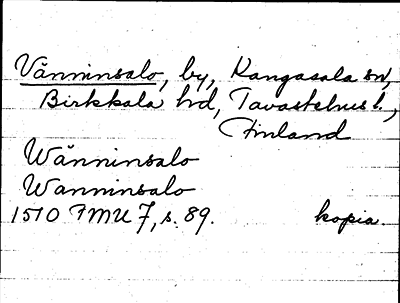 Vänninsalo, by, Kangasala sn,
Birkkala hd, Tavastehus l.,
Finland
Wänninsalo
Wanninsalo
1510 FMU 7, s. 89. kopia